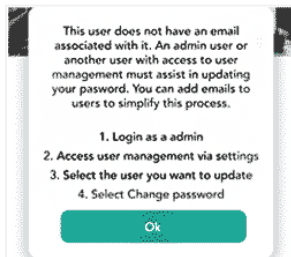 This user does not have an email
associated with it. An admin user or
another user with access to user
management must assist in updating
your pasword. You can add emails to
users to simplify this process.
1. Login as a admin
2. Access user management via settings
3. Select the user you want to update
4. Select Change password
Ok